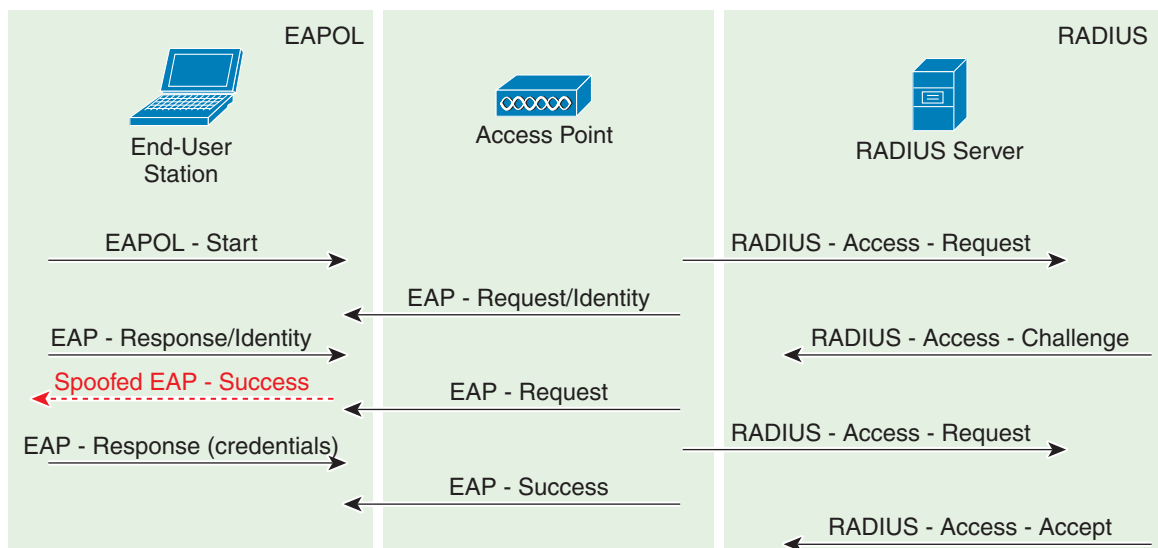 EAPOL
RADIUS
End-User
Station
Access Point
RADIUS Server
EAPOL - Start
RADIUS - Access - Request
EAP - Request/Identity
EAP - Response/Identity
RADIUS - Access - Challenge
Spoofed EAP - Success
EAP - Request
EAP - Response (credentials)
RADIUS - Access - Request
EAP - Success
RADIUS - Access - Accept